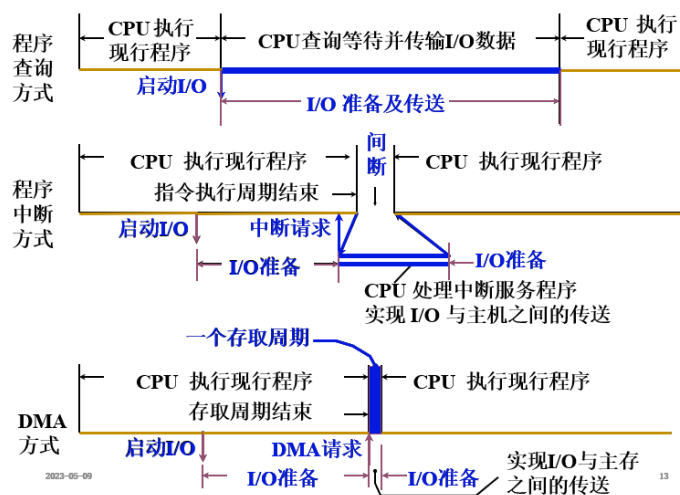 程序
查询
方式
CPU 执行
现行程序
CPU查询等待并传输I/O数据
CPU 执行
现行程序
启动I/O
I/O 准备及传送
程序
中断
方式
CPU 执行现行程序
间
断
CPU 执行现行程序
指令执行周期结束
启动I/O
中断请求
I/O准备
I/O准备
CPU 处理中断服务程序
实现 I/O 与主机之间的传送
一个存取周期
DMA
方式
CPU 执行现行程序
CPU 执行现行程序
存取周期结束
启动I/O
DMA请求
I/O准备
I/O准备
实现I/O与主存
之间的传送
2023-05-09
13